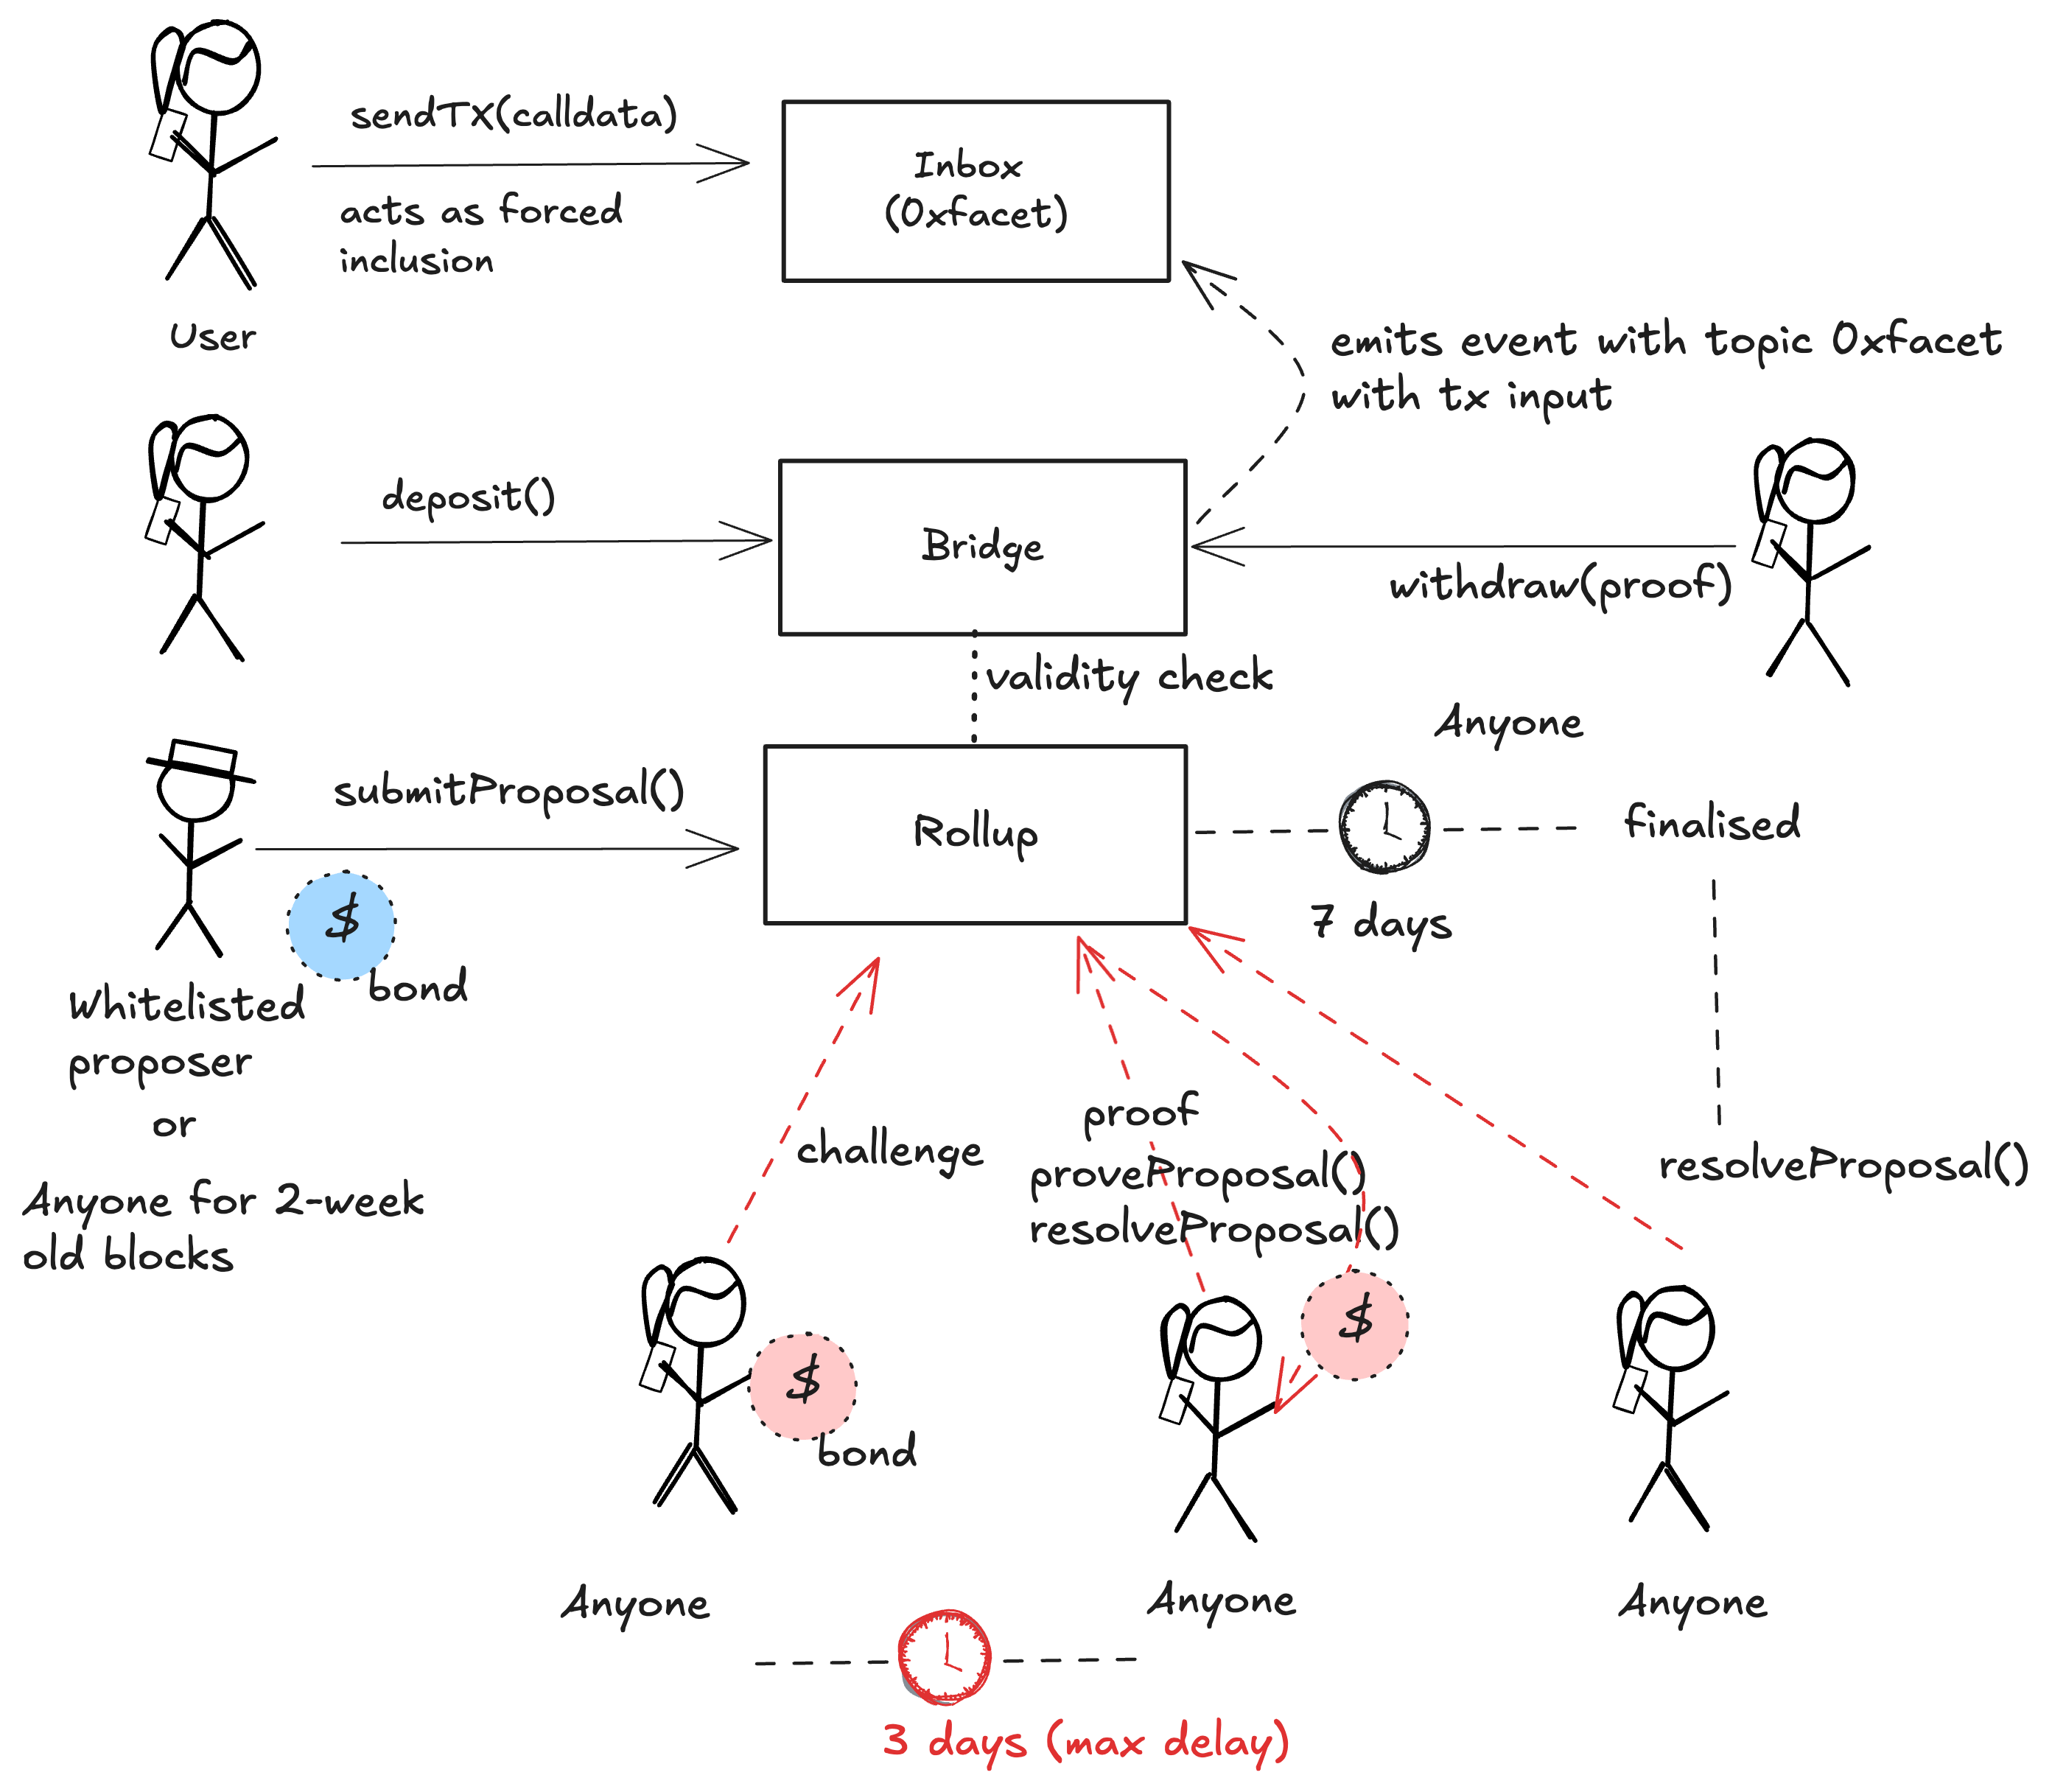 sendTX(calldata)
acts as forced
inclusion
User
Inbox
(0xfacet)
emits event with topic 0xfacet
with tx input
deposit()
Bridge
withdraw(proof)
validity check
Anyone
submitProposal()
Rollup
finalised
7 days
$
bond
Whitelisted
proposer
or
Anyone for 2-week
old blocks
challenge
proof
proveProposal()
resolveProposal()
resolveProposal()
$
bond
$
Anyone
Anyone
Anyone
3 days (max delay)